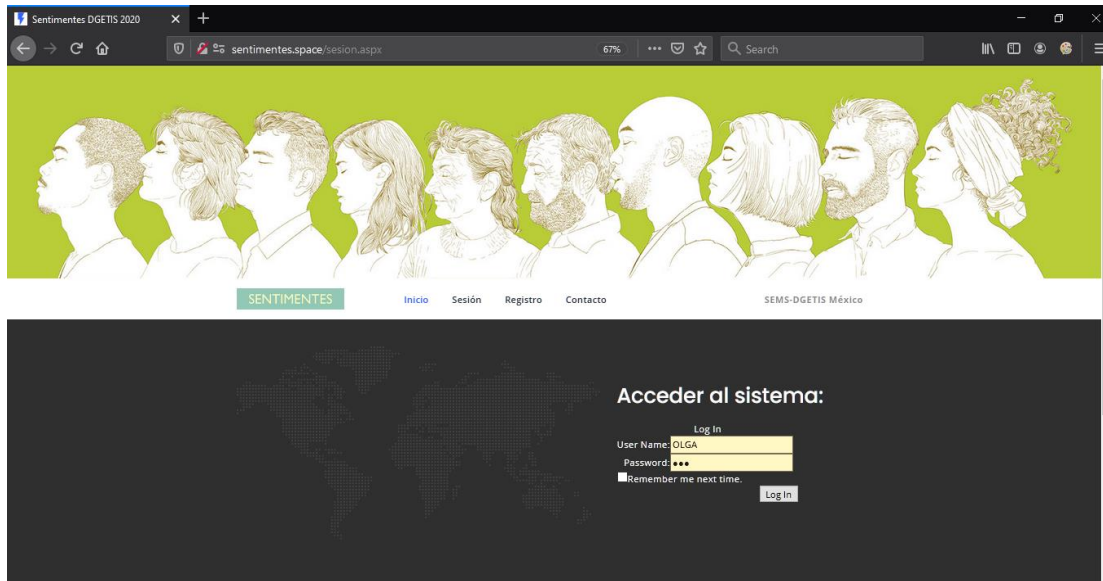 Sentimentes DGETIS 2020
sentimentes.space/sesion.aspx 67% Search
SENTIMENTES Inicio Sesión Registro Contacto SEMS-DGETIS México
Acceder al sistema:
Log In
User Name: OLGA
Password: •••
Remember me next time.
Log In